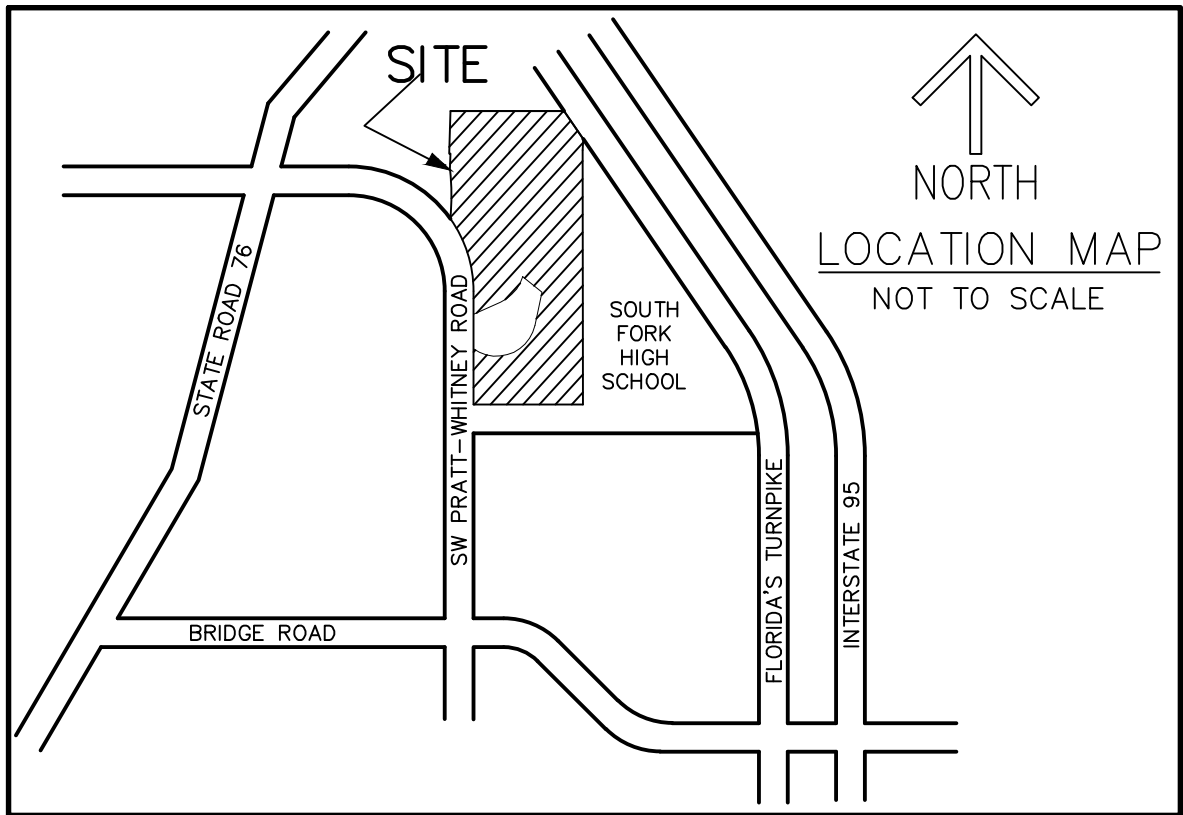 SITE
NORTH
LOCATION MAP
NOT TO SCALE
STATE ROAD 76
SW PRATT-WHITNEY ROAD
SOUTH
FORK
HIGH
SCHOOL
BRIDGE ROAD
FLORIDA'S TURNPIKE
INTERSTATE 95